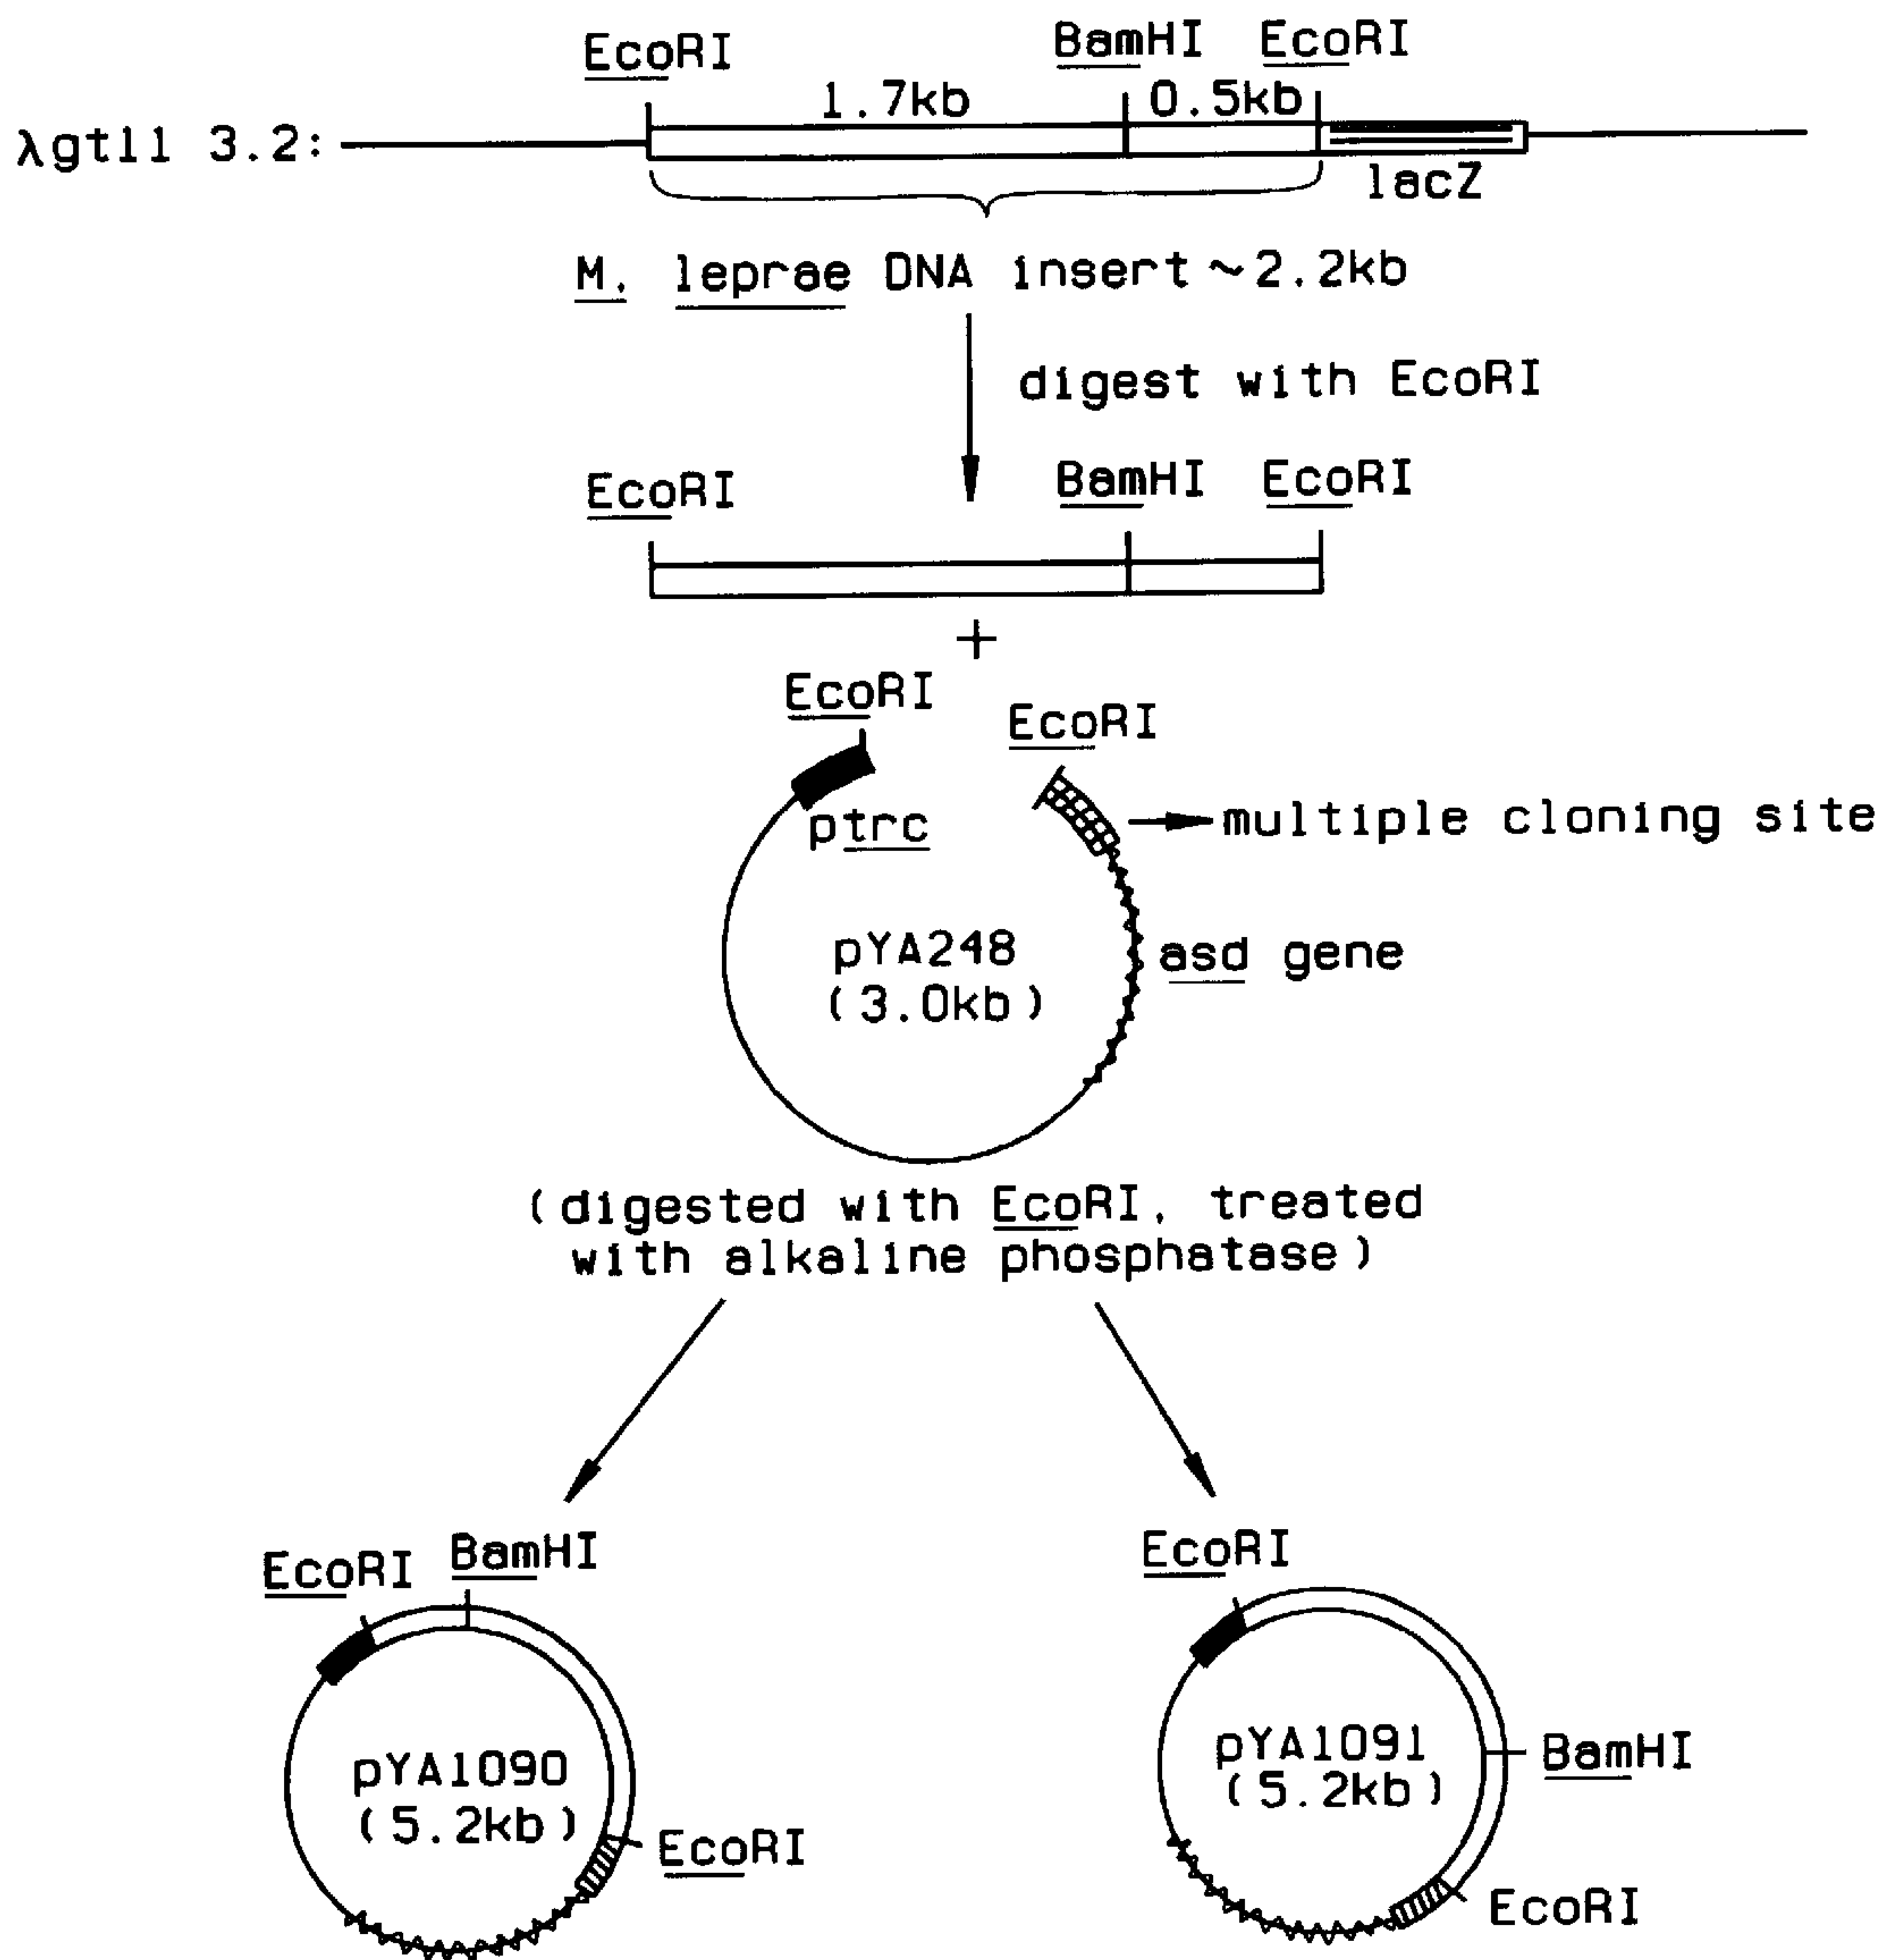 EcoRI BamHI EcoRI
1.7kb 0.5kb
λgt11 3.2:
lacZ
M. leprae DNA insert ~2.2kb
digest with EcoRI
EcoRI BamHI EcoRI
+
EcoRI
EcoRI
ptrc
multiple cloning site
pYA248
(3.0kb)
asd gene
(digested with EcoRI, treated
with alkaline phosphatase)
EcoRI BamHI
pYA1090
(5.2kb)
EcoRI
EcoRI
pYA1091
(5.2kb)
BamHI
EcoRI